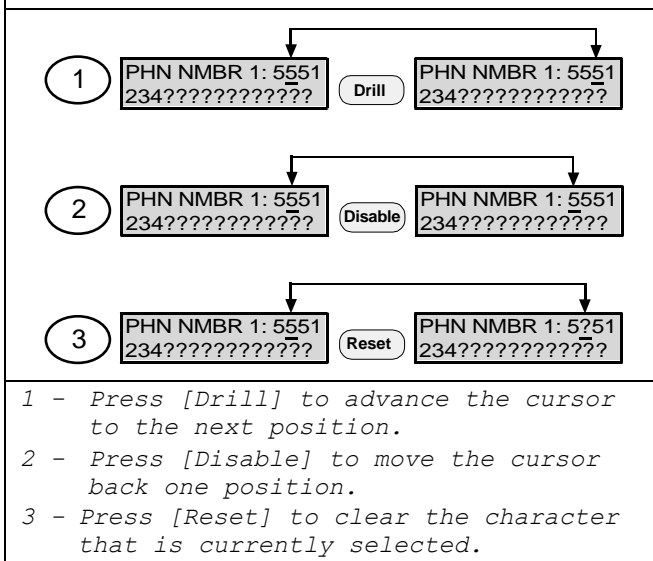 1
PHN NMBR 1: 5551
234????????????
Drill
PHN NMBR 1: 5551
234????????????
2
PHN NMBR 1: 5551
234????????????
Disable
PHN NMBR 1: 5551
234????????????
3
PHN NMBR 1: 5551
234????????????
Reset
PHN NMBR 1: 5?51
234????????????
1 - Press [Drill] to advance the cursor
to the next position.
2 - Press [Disable] to move the cursor
back one position.
3 - Press [Reset] to clear the character
that is currently selected.